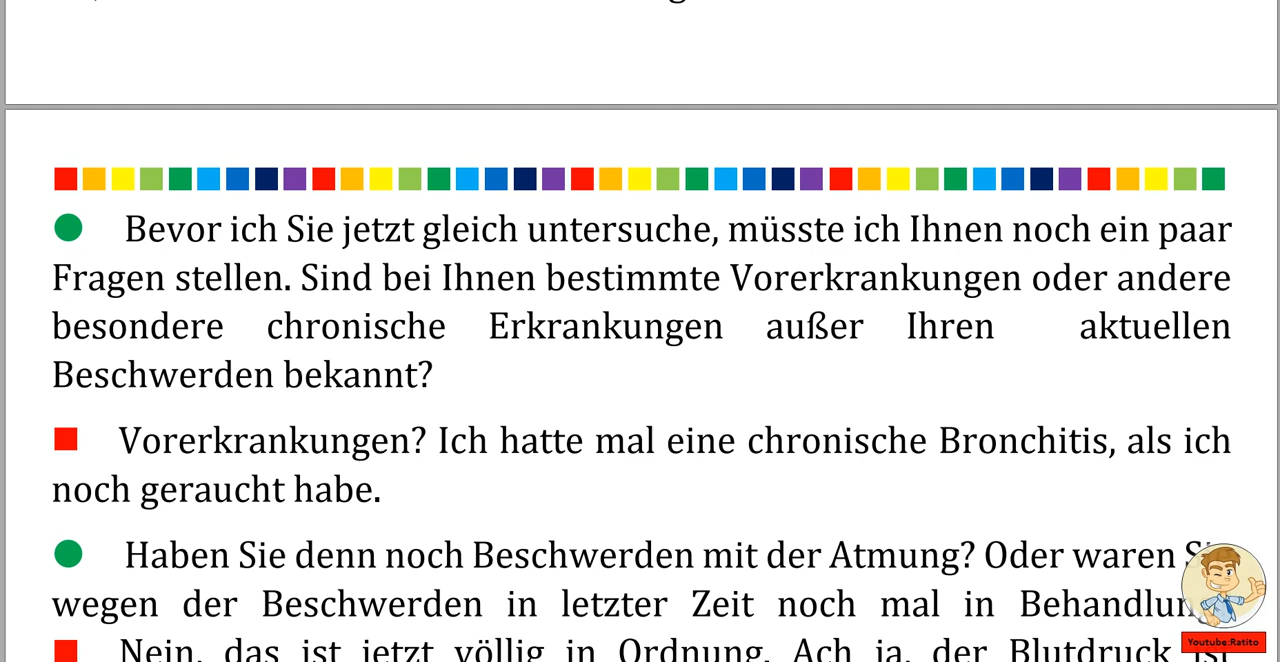 Bevor ich Sie jetzt gleich untersuche, müsste ich Ihnen noch ein paar
Fragen stellen. Sind bei Ihnen bestimmte Vorerkrankungen oder andere
besondere chronische Erkrankungen außer Ihren aktuellen
Beschwerden bekannt?
Vorerkrankungen? Ich hatte mal eine chronische Bronchitis, als ich
noch geraucht habe.
Haben Sie denn noch Beschwerden mit der Atmung? Oder waren
wegen der Beschwerden in letzter Zeit noch mal in
Nein, das ist jetzt völlig in Ordnung. Ach ja, der Blutdruck ist
Youtube:Ratito